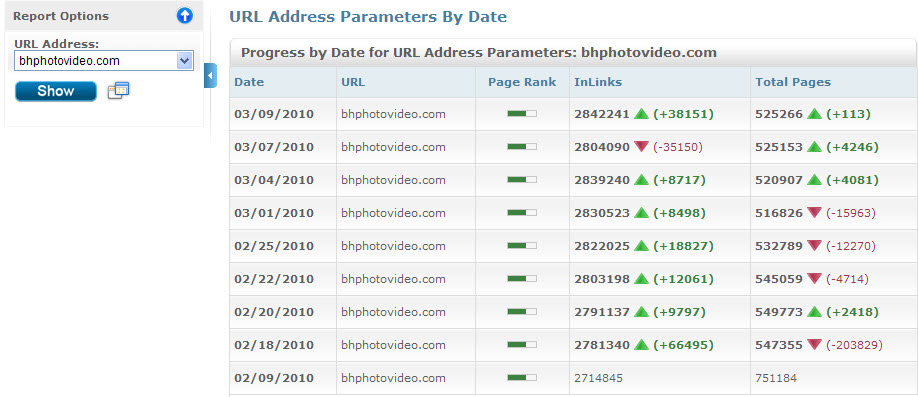 Report Options
URL Address:
bhphotovideo.com
Show
URL Address Parameters By Date
Progress by Date for URL Address Parameters: bhphotovideo.com
Date URL Page Rank InLinks Total Pages
03/09/2010 bhphotovideo.com 2842241 (+38151) 525266 (+113)
03/07/2010 bhphotovideo.com 2804090 (-35150) 525153 (+4246)
03/04/2010 bhphotovideo.com 2839240 (+8717) 520907 (+4081)
03/01/2010 bhphotovideo.com 2830523 (+8498) 516826 (-15963)
02/25/2010 bhphotovideo.com 2822025 (+18827) 532789 (-12270)
02/22/2010 bhphotovideo.com 2803198 (+12061) 545059 (-4714)
02/20/2010 bhphotovideo.com 2791137 (+9797) 549773 (+2418)
02/18/2010 bhphotovideo.com 2781340 (+66495) 547355 (-203829)
02/09/2010 bhphotovideo.com 2714845 751184